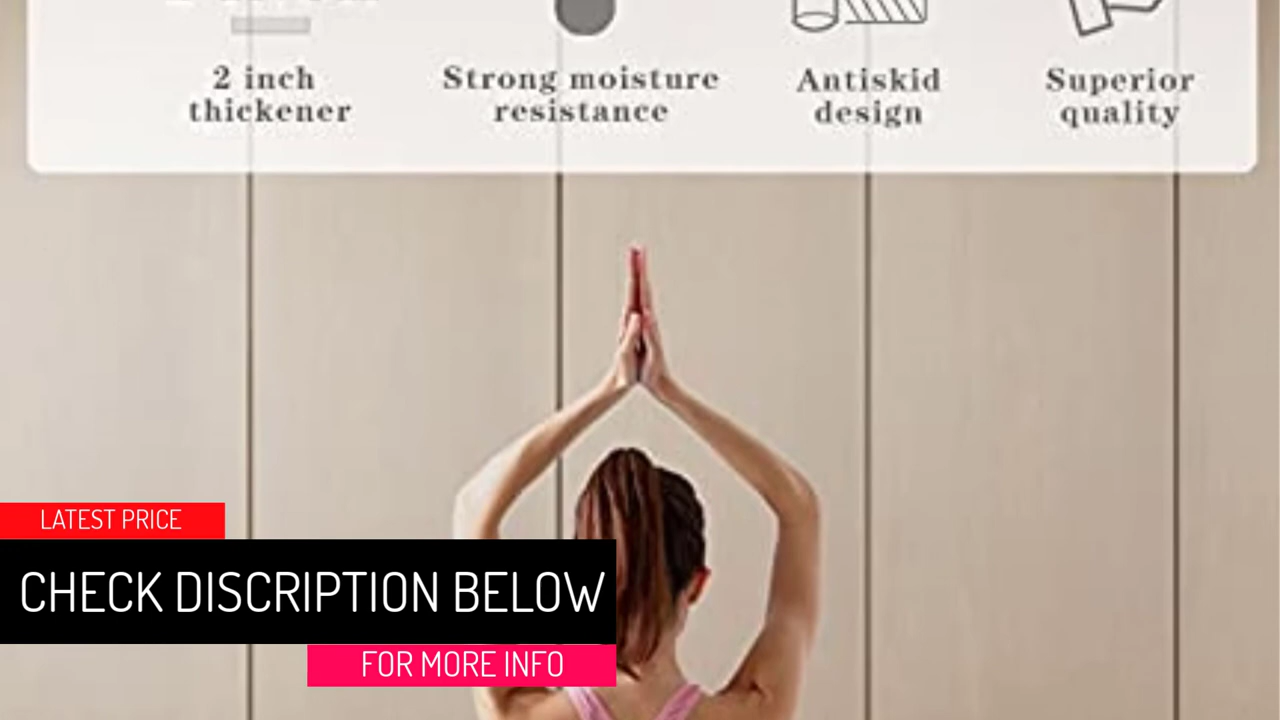 2 inch
thickener
Strong moisture
resistance
Antiskid
design
Superior
quality
LATEST PRICE
CHECK DISCRIPTION BELOW
FOR MORE INFO